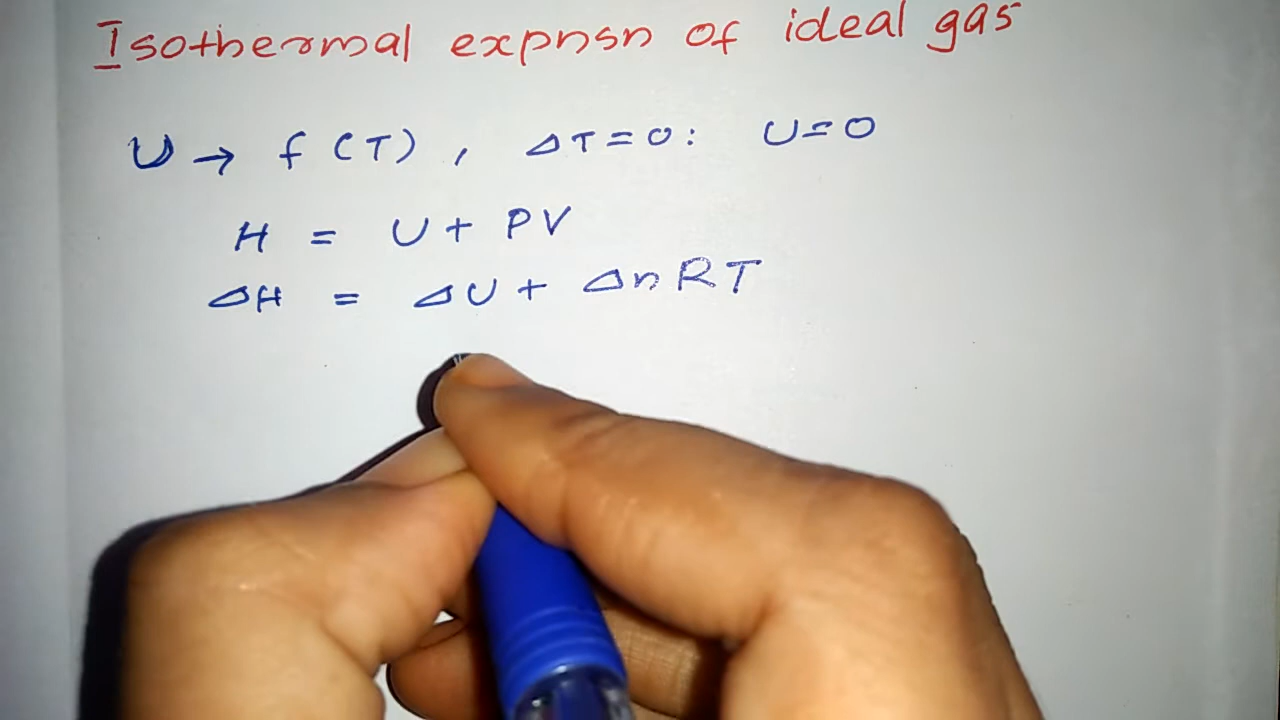 Isothermal expnsn of ideal gas
U → f (T) , ΔT = 0 : U = 0
H = U + PV
ΔH = ΔU + ΔnRT